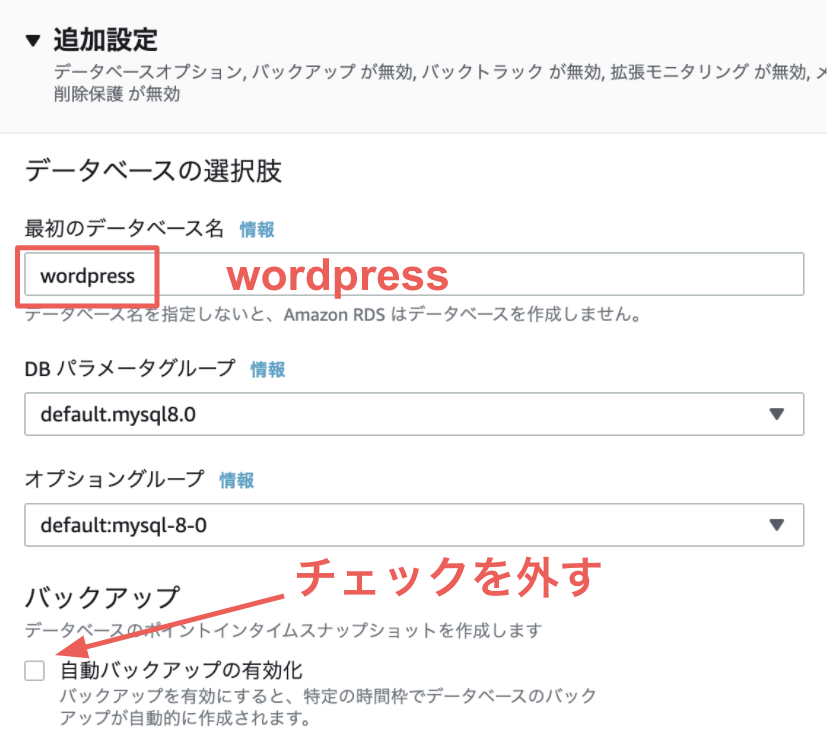 ▼ 追加設定
データベースオプション, バックアップ が無効, バックトラック が無効, 拡張モニタリング が無効, メ
削除保護 が無効
データベースの選択肢
最初のデータベース名 情報
wordpress wordpress
データベース名を指定しないと、Amazon RDS はデータベースを作成しません。
DB パラメータグループ 情報
default.mysql8.0
オプショングループ 情報
default:mysql-8-0
チェックを外す
バックアップ
データベースのポイントインタイムスナップショットを作成します
自動バックアップの有効化
バックアップを有効にすると、特定の時間枠でデータベースのバック
アップが自動的に作成されます。